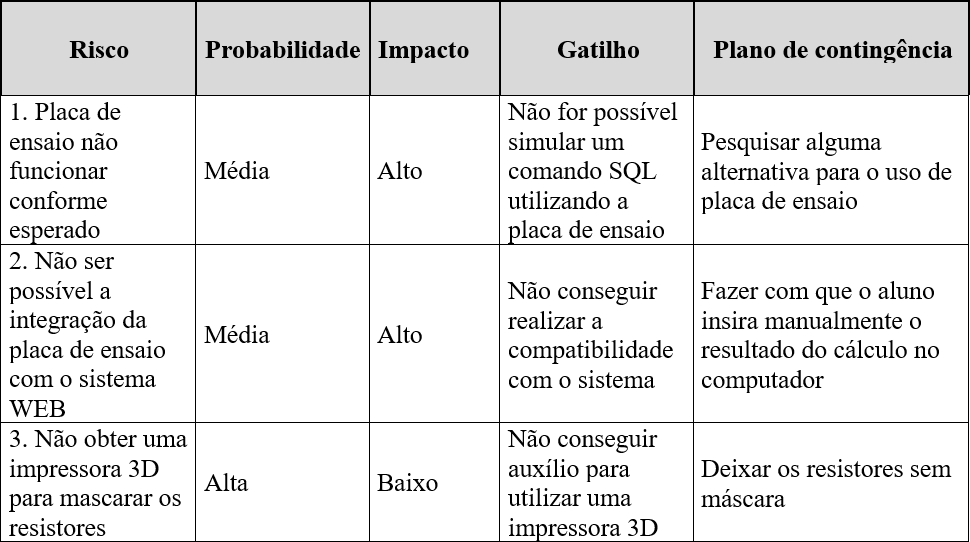 Risco
Probabilidade
Impacto
Gatilho
Plano de contingência
1. Placa de
ensaio não
funcionar
conforme
esperado
Média
Alto
Não for possível
simular um
comando SQL
utilizando a
placa de ensaio
Pesquisar alguma
alternativa para o uso de
placa de ensaio
2. Não ser
possível a
integração da
placa de ensaio
com o sistema
WEB
Média
Alto
Não conseguir
realizar a
compatibilidade
com o sistema
Fazer com que o aluno
insira manualmente o
resultado do cálculo no
computador
3. Não obter uma
impressora 3D
para mascarar os
resistores
Alta
Baixo
Não conseguir
auxílio para
utilizar uma
impressora 3D
Deixar os resistores sem
máscara